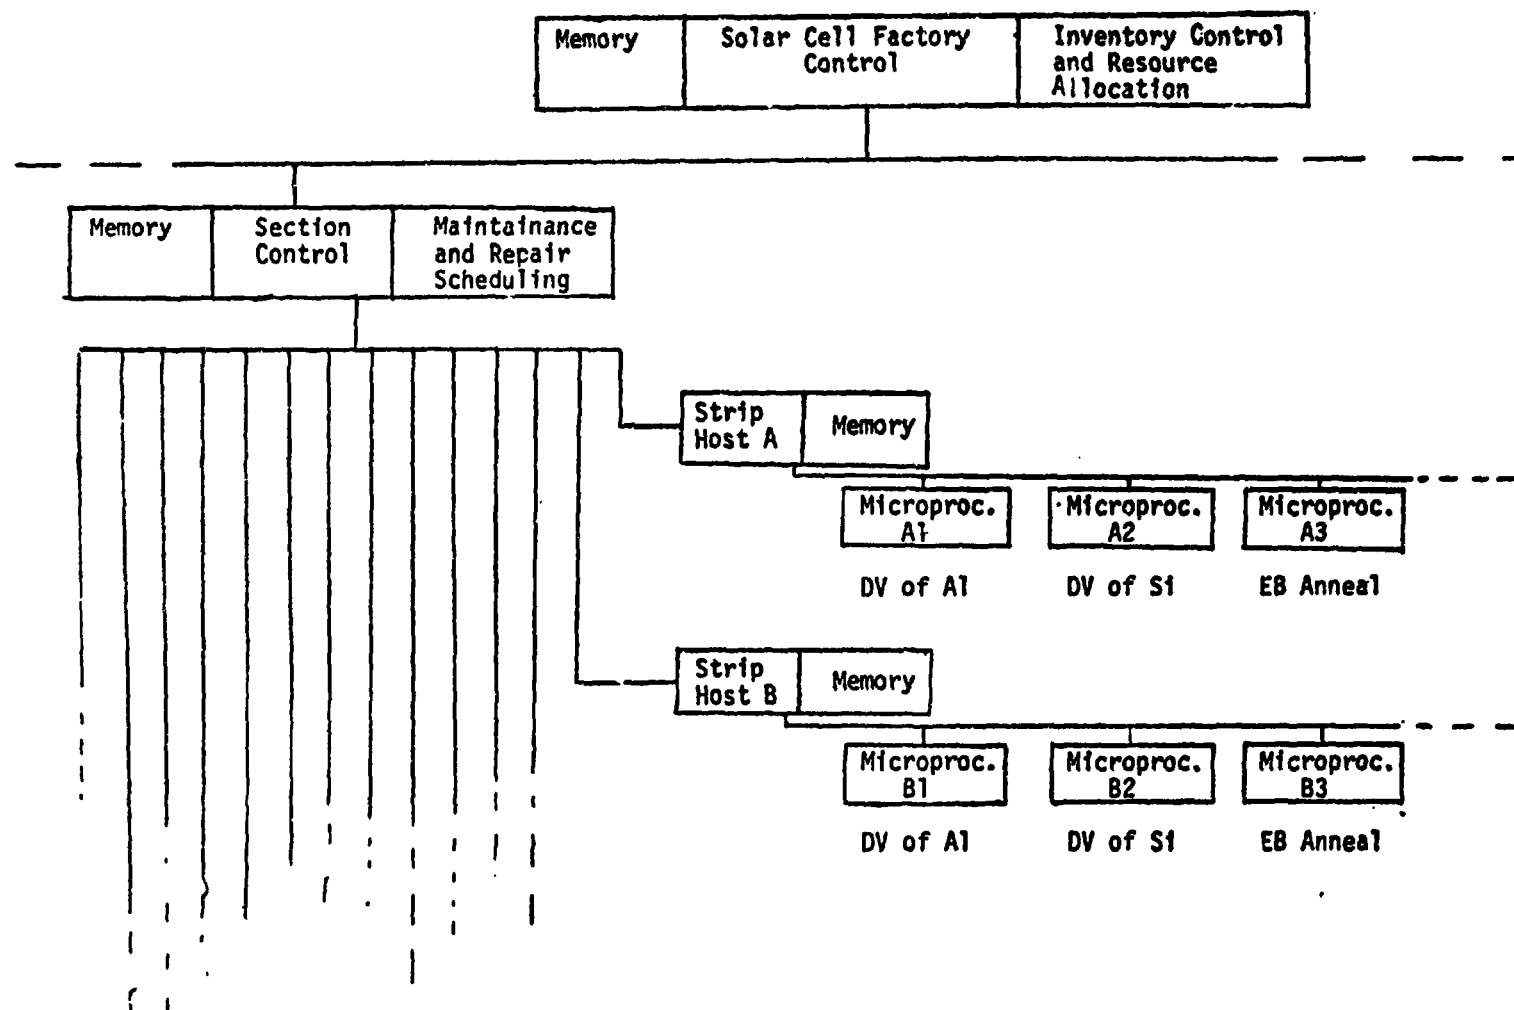 Memory
Solar Cell Factory
Control
Inventory Control
and Resource
Allocation
Memory
Section
Control
Maintainance
and Repair
Scheduling
Strip
Host A
Memory
Microproc.
A1
Microproc.
A2
Microproc.
A3
DV of Al
DV of Si
EB Anneal
Strip
Host B
Memory
Microproc.
B1
Microproc.
B2
Microproc.
B3
DV of Al
DV of Si
EB Anneal